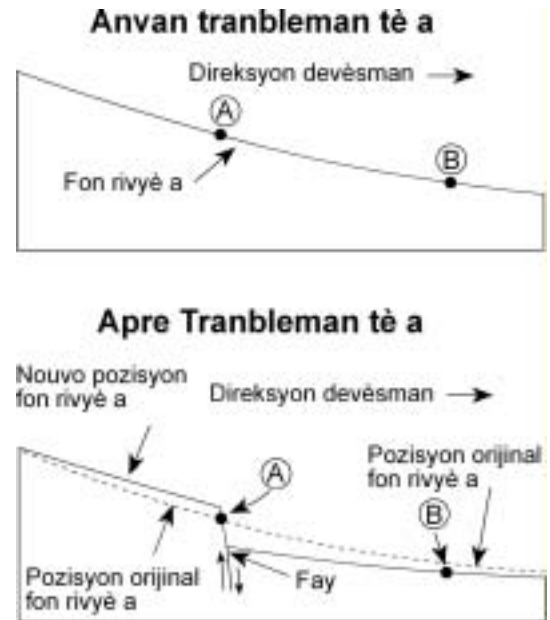 Anvan tranbleman tè a
Direksyon devèsman
A
B
Fon rivyè a
Apre Tranbleman tè a
Nouvo pozisyon
fon rivyè a
Direksyon devèsman
A
Pozisyon orijinal
fon rivyè a
B
Pozisyon orijinal
fon rivyè a
Fay